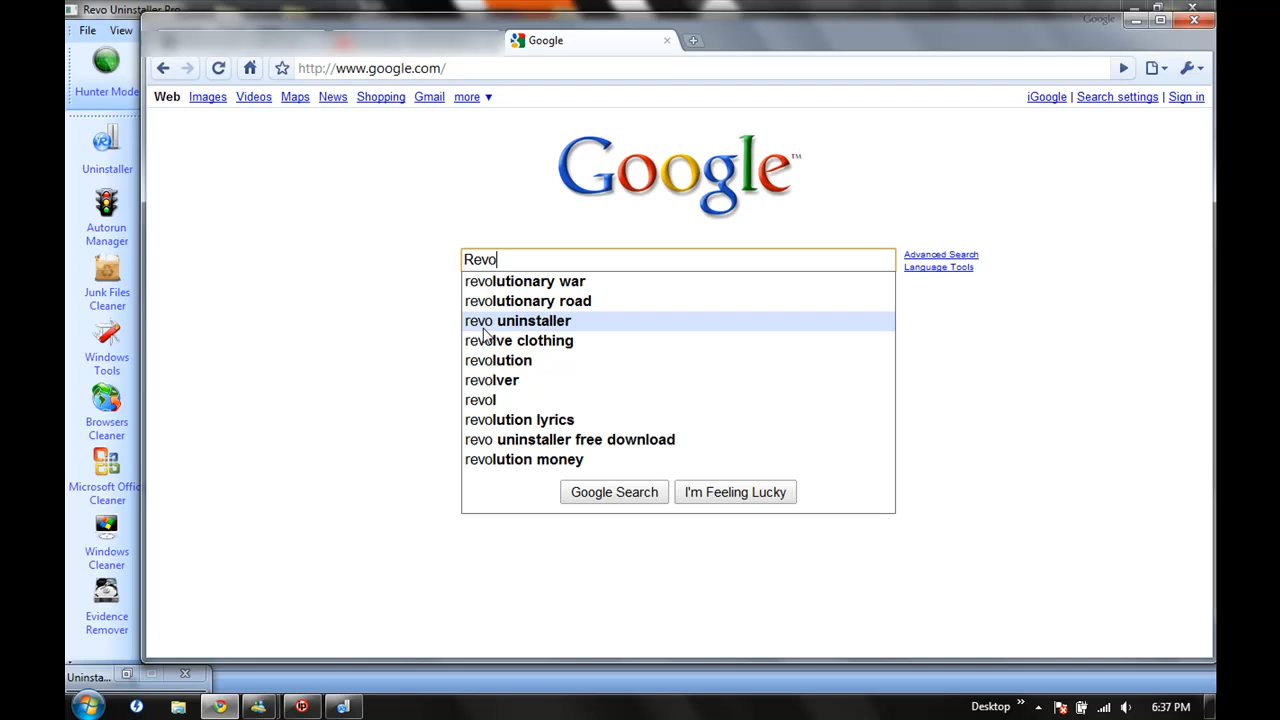 Revo Uninstaller Pro
File View
Hunter Mode
Uninstaller
Autorun
Manager
Junk Files
Cleaner
Windows
Tools
Browsers
Cleaner
Microsoft Offic
Cleaner
Windows
Cleaner
Evidence
Remover
Uninsta...
Google
Google
http://www.google.com/
Web Images Videos Maps News Shopping Gmail more ▼
iGoogle | Search settings | Sign in
Google™
Revo
Advanced Search
Language Tools
revolutionary war
revolutionary road
revo uninstaller
revolve clothing
revolution
revolver
revol
revolution lyrics
revo uninstaller free download
revolution money
Google Search I'm Feeling Lucky
Desktop » 6:37 PM